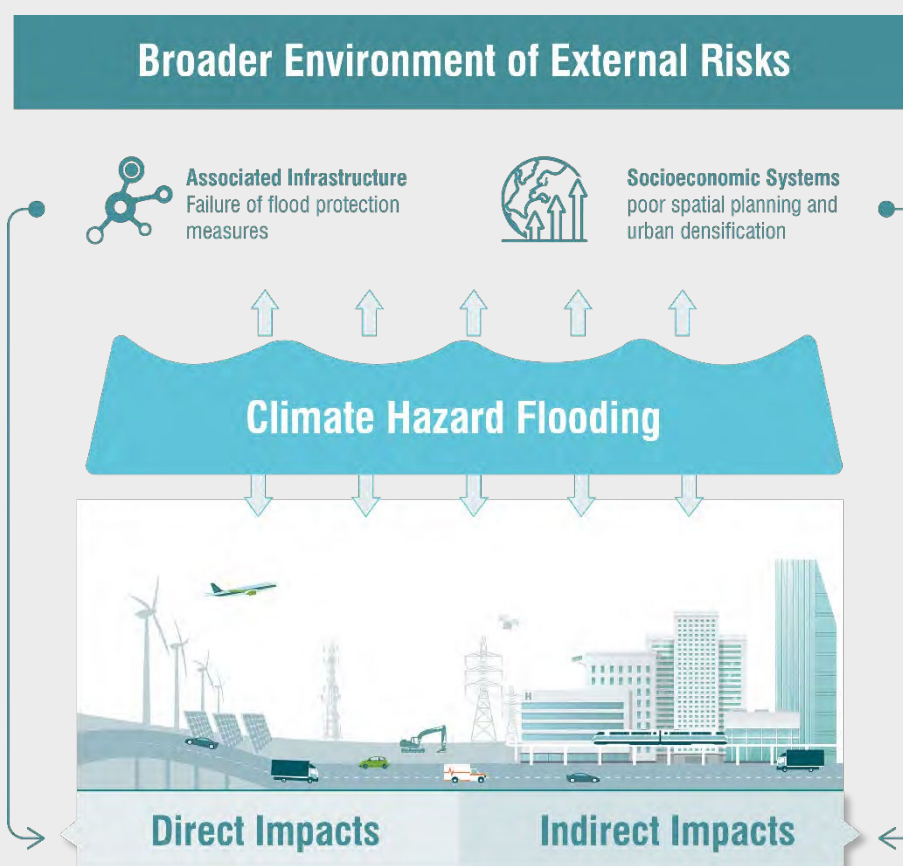 Broader Environment of External Risks
Associated Infrastructure
Failure of flood protection
measures
Socioeconomic Systems
poor spatial planning and
urban densification
Climate Hazard Flooding
H
Direct Impacts
Indirect Impacts